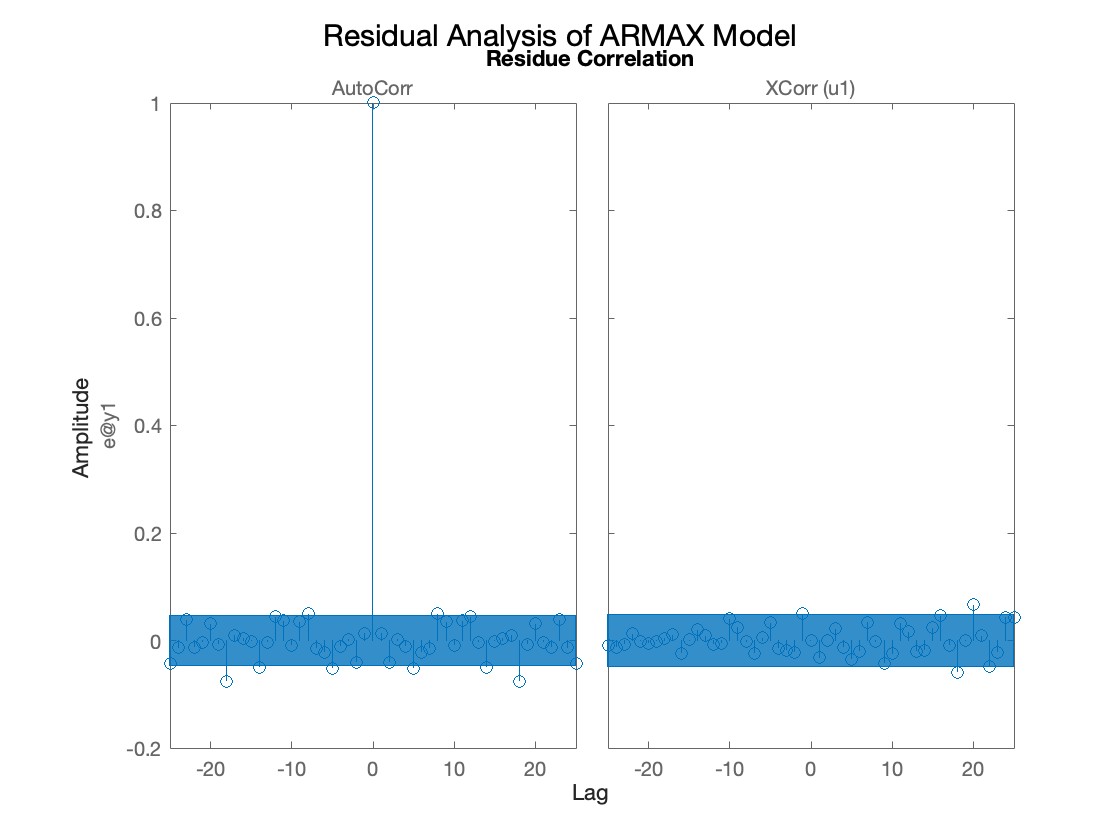 Residual Analysis of ARMAX Model
Residue Correlation
AutoCorr
XCorr (u1)
1
0.8
0.6
0.4
0.2
0
-0.2
Amplitude
e@y1
-20 -10 0 10 20
-20 -10 0 10 20
Lag